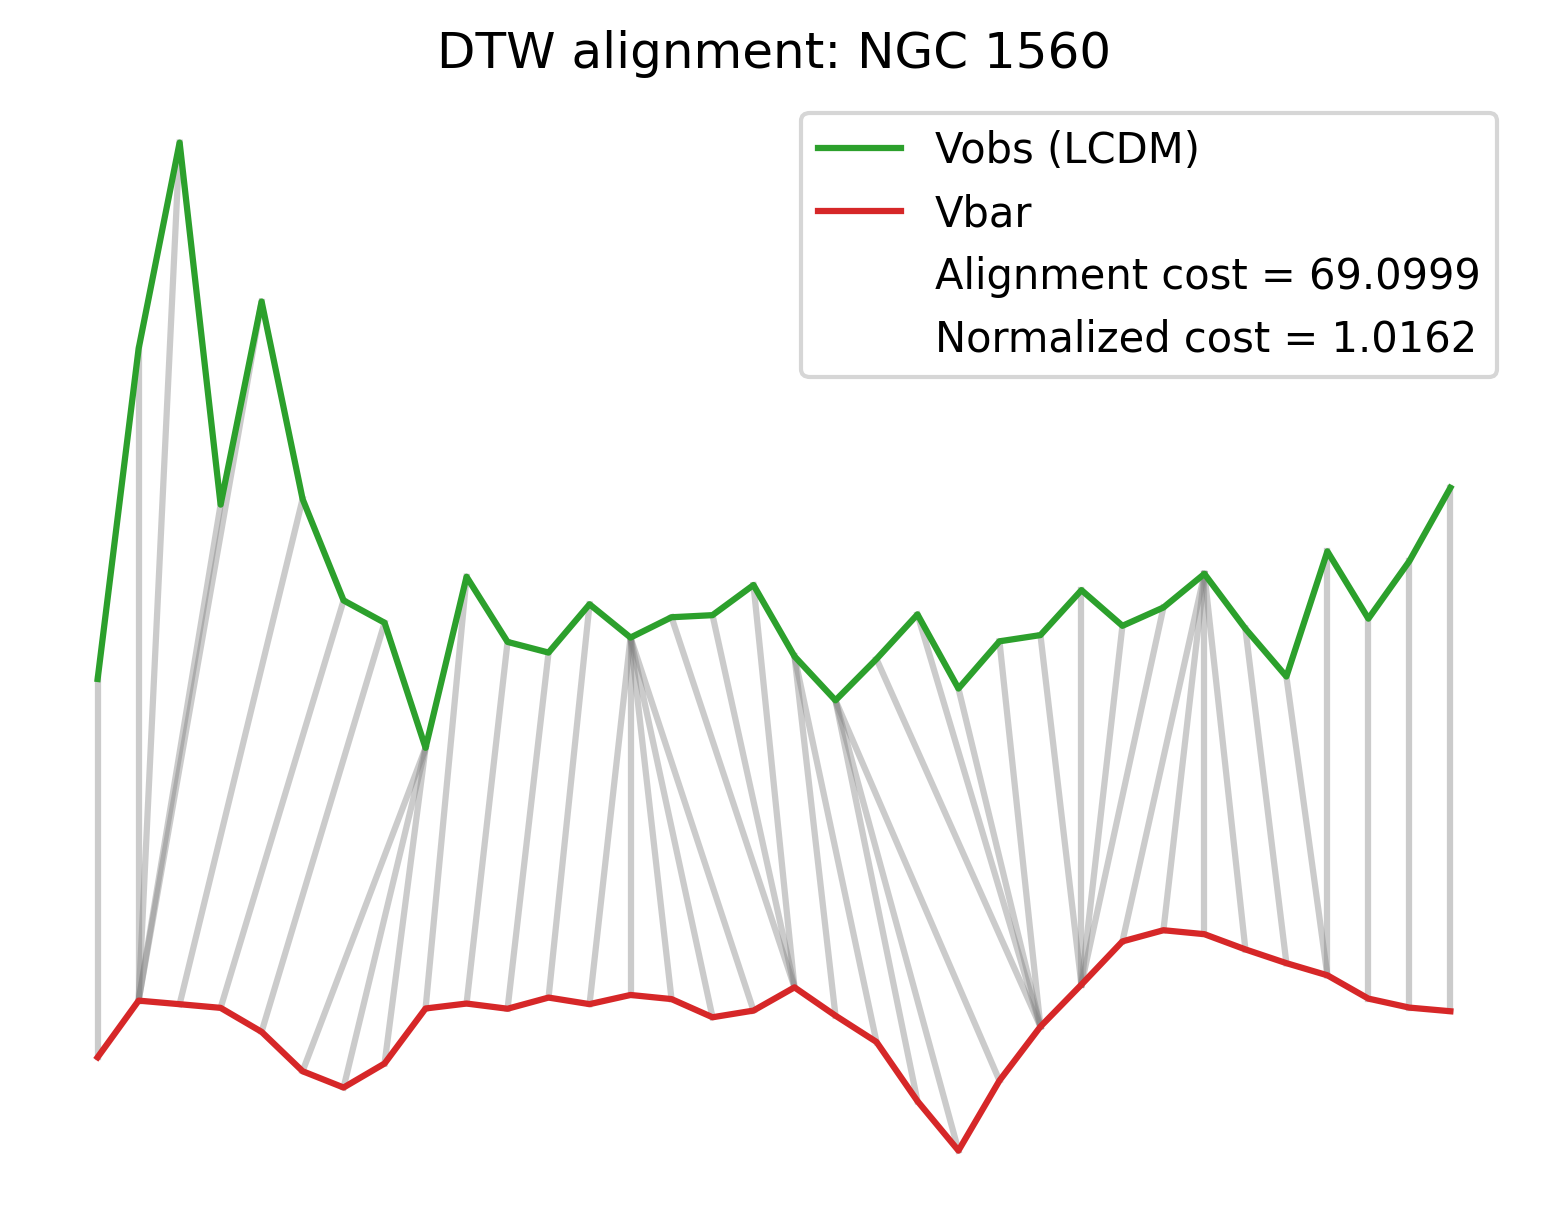 DTW alignment: NGC 1560
Vobs (LCDM)
Vbar
Alignment cost = 69.0999
Normalized cost = 1.0162